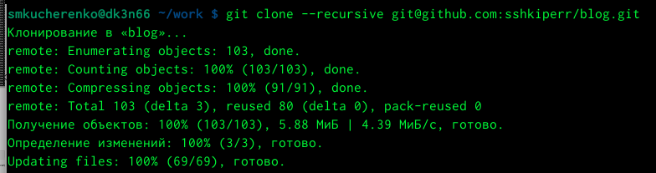 smkucherenko@dk3n66 ~/work $ git clone --recursive git@github.com:sshkiperr/blog.git
Клонирование в «blog»...
remote: Enumerating objects: 103, done.
remote: Counting objects: 100% (103/103), done.
remote: Compressing objects: 100% (91/91), done.
remote: Total 103 (delta 3), reused 80 (delta 0), pack-reused 0
Получение объектов: 100% (103/103), 5.88 МиБ | 4.39 МиБ/с, готово.
Определение изменений: 100% (3/3), готово.
Updating files: 100% (69/69), готово.